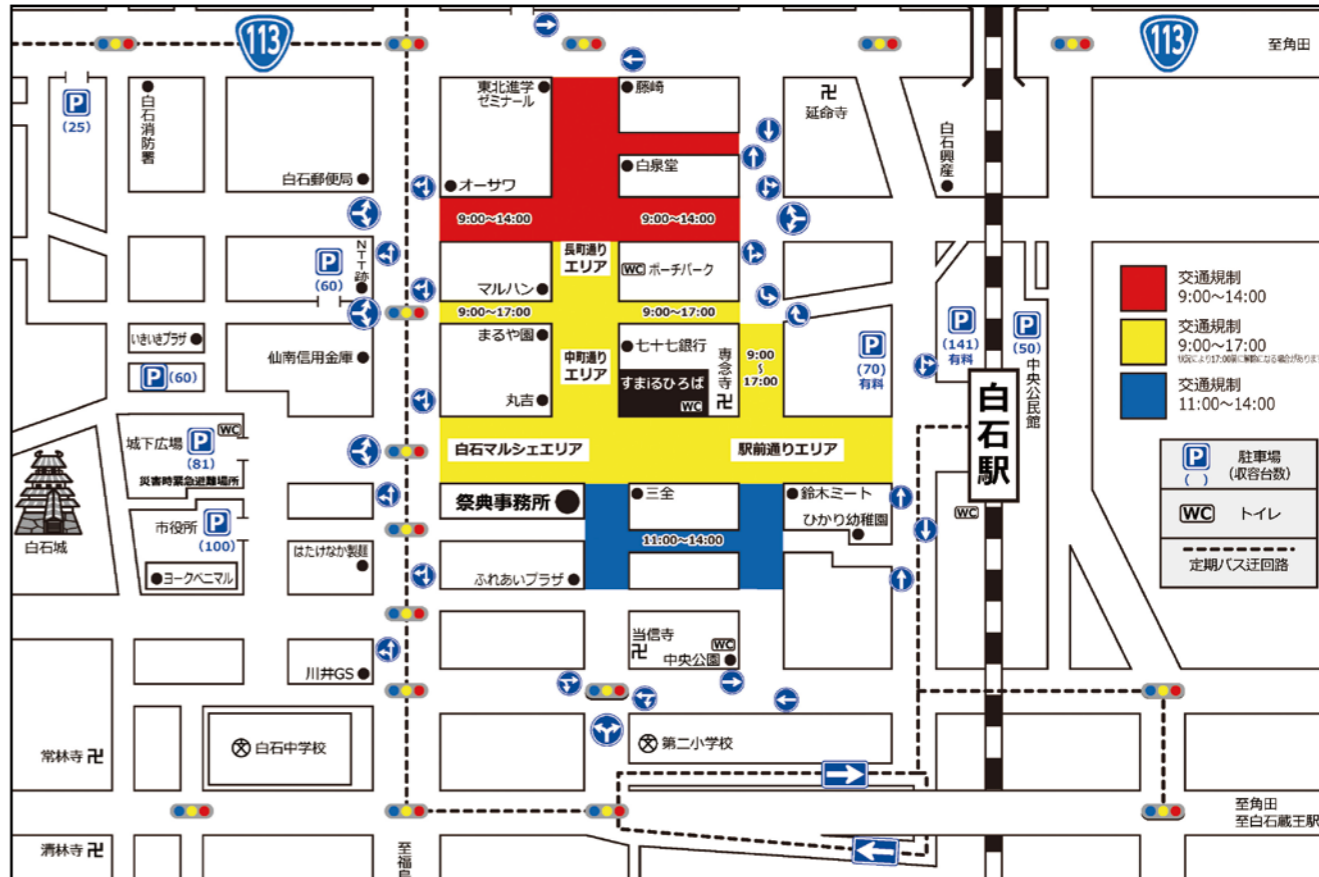 113
113
至角田
P
(25)
白石消防署
東北進学
ゼミナール
藤崎
卍
延命寺
白石興産
白石郵便局
オーサワ
白泉堂
9:00～14:00
9:00～14:00
NTT跡
P
(60)
長町通り
エリア
WC ポーチパーク
マルハン
9:00～17:00
9:00～17:00
いきいきプラザ
P (60)
仙南信用金庫
まるや園
中町通り
エリア
丸吉
七十七銀行
すまiるひろば
WC
専念寺
卍
9:00
～
17:00
P
(70)
有料
P
(141)
有料
P
(50)
中央公民館
白石駅
交通規制
9:00～14:00
交通規制
9:00～17:00
交通規制
11:00～14:00
白石城
城下広場
P
WC
(81)
災害時緊急避難場所
市役所
P
(100)
ヨークベニマル
白石マルシェエリア
駅前通りエリア
祭典事務所
三全
鈴木ミート
ひかり幼稚園
WC
はたけなか製麺
11:00～14:00
ふれあいプラザ
P
( )
駐車場
(収容台数)
WC
トイレ
定期バス迂回路
川井GS
当信寺
卍
WC
中央公園
常林寺 卍
文 白石中学校
文 第二小学校
清林寺 卍
至福島
至角田
至白石蔵王駅